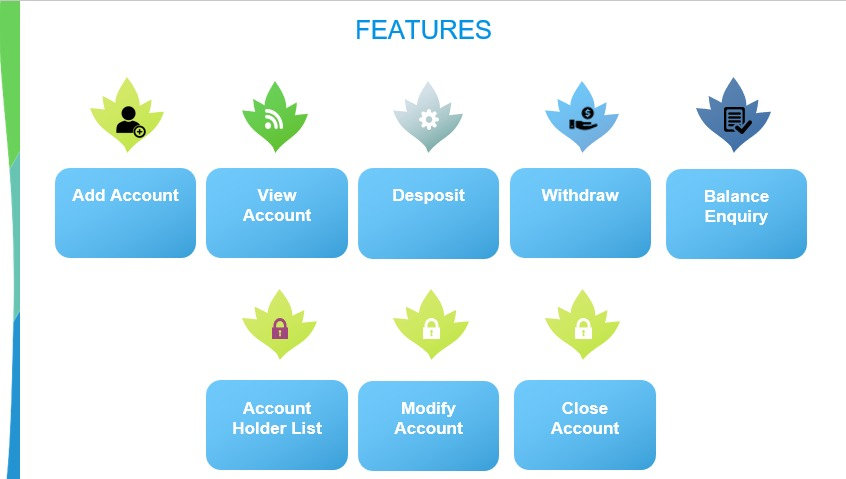 FEATURES
Add Account
View
Account
Desposit
Withdraw
Balance
Enquiry
Account
Holder List
Modify
Account
Close
Account